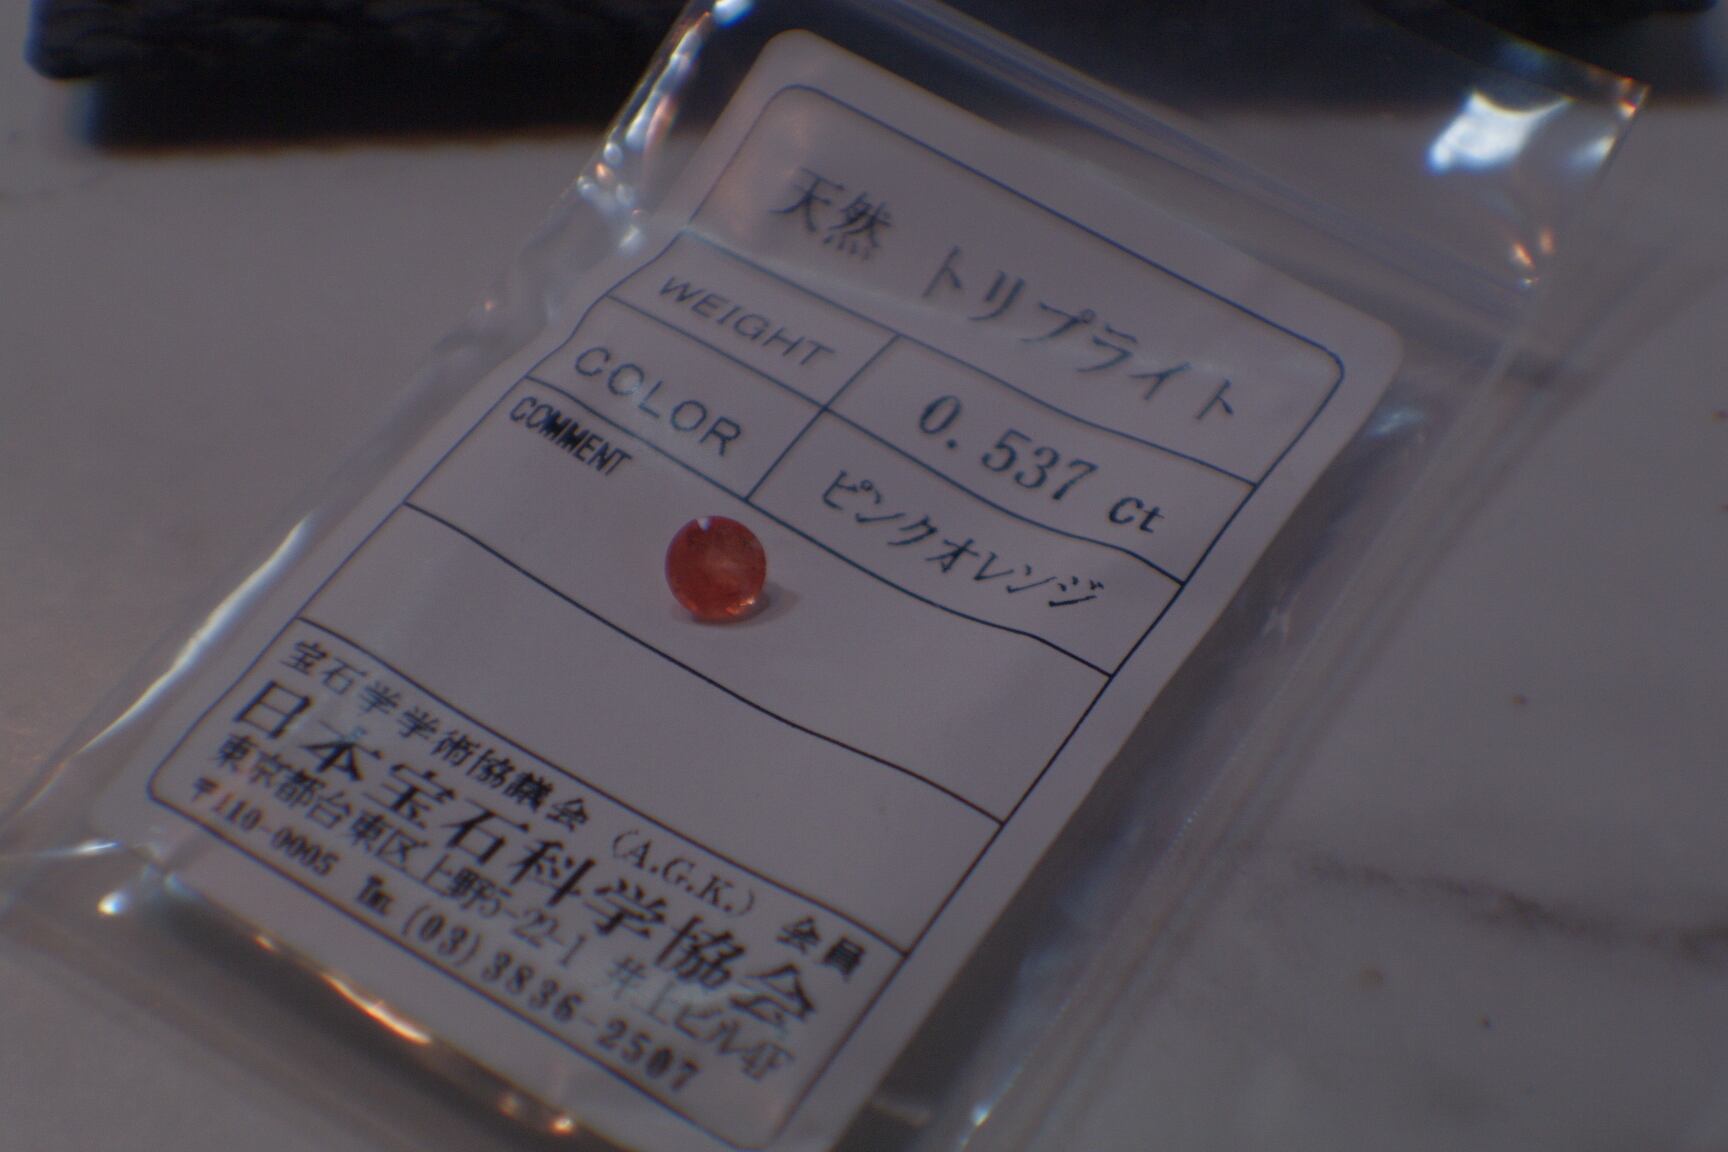 天然 トリプライト
WEIGHT 0.537 ct
COLOR ピンクオレンジ
COMMENT
宝石学学術協議会 (A.G.K.) 会員
日本宝石科学協会
東京都台東区上野5-22-1 井上ビル4F
〒110-0005 TEL (03) 3836-2507